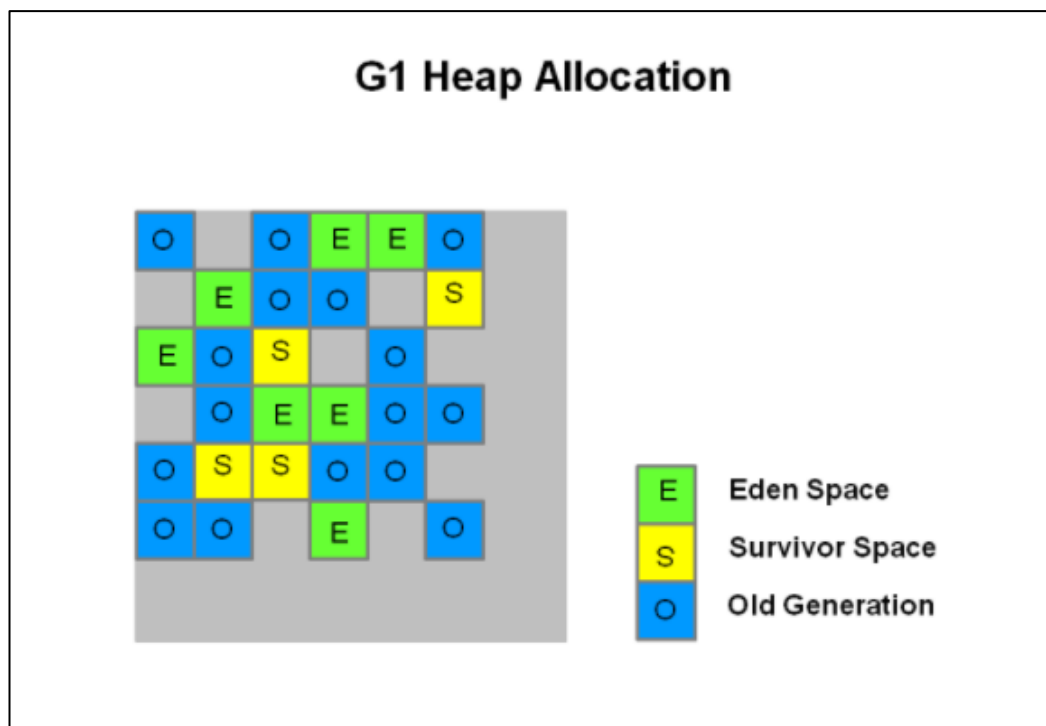 G1 Heap Allocation
O O E E O
E O O S
E O S O
O E E O O
O S S O O
O O E O
E Eden Space
S Survivor Space
O Old Generation